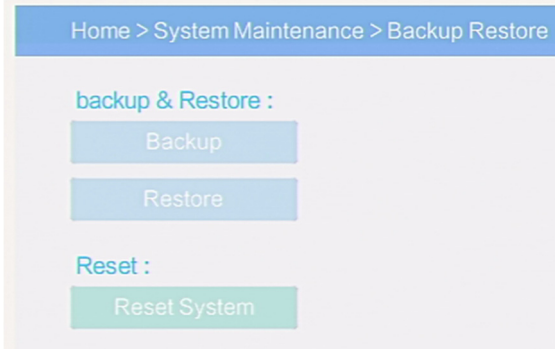 Home > System Maintenance > Backup Restore
backup & Restore :
Backup
Restore
Reset :
Reset System